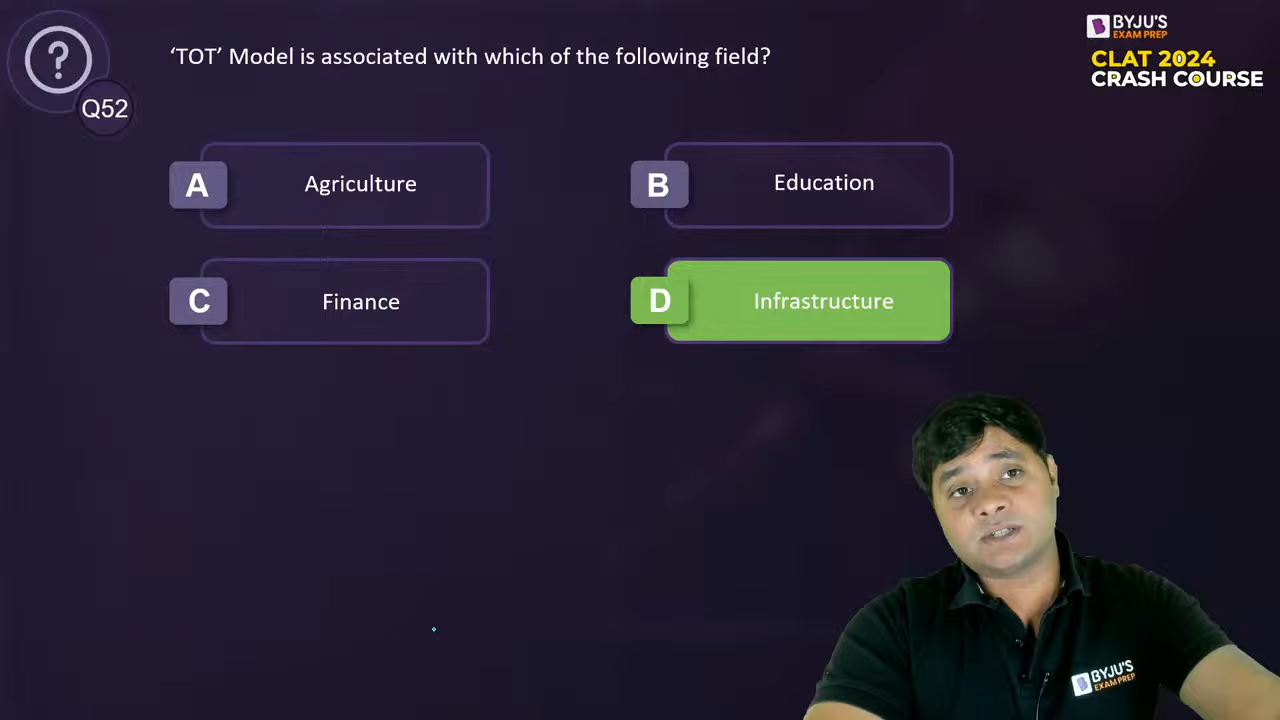 ?
Q52
‘TOT’ Model is associated with which of the following field?
BYJU'S
EXAM PREP
CLAT 2024
CRASH COURSE
A
Agriculture
B
Education
C
Finance
D
Infrastructure
BYJU'S
EXAM PREP